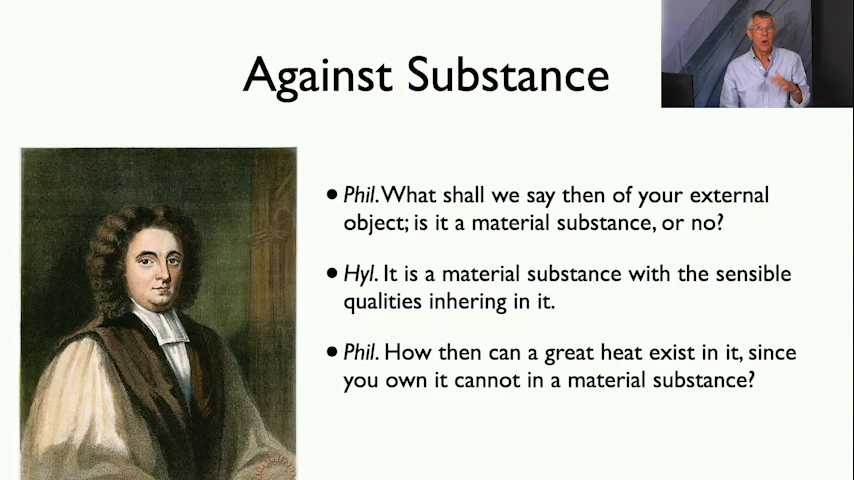 Against Substance
• Phil. What shall we say then of your external
object; is it a material substance, or no?
• Hyl. It is a material substance with the sensible
qualities inhering in it.
• Phil. How then can a great heat exist in it, since
you own it cannot in a material substance?